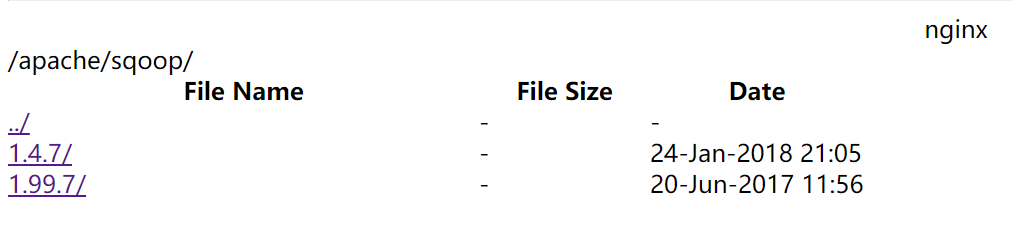 nginx
/apache/sqoop/
File Name File Size Date
../ - -
1.4.7/ - 24-Jan-2018 21:05
1.99.7/ - 20-Jun-2017 11:56